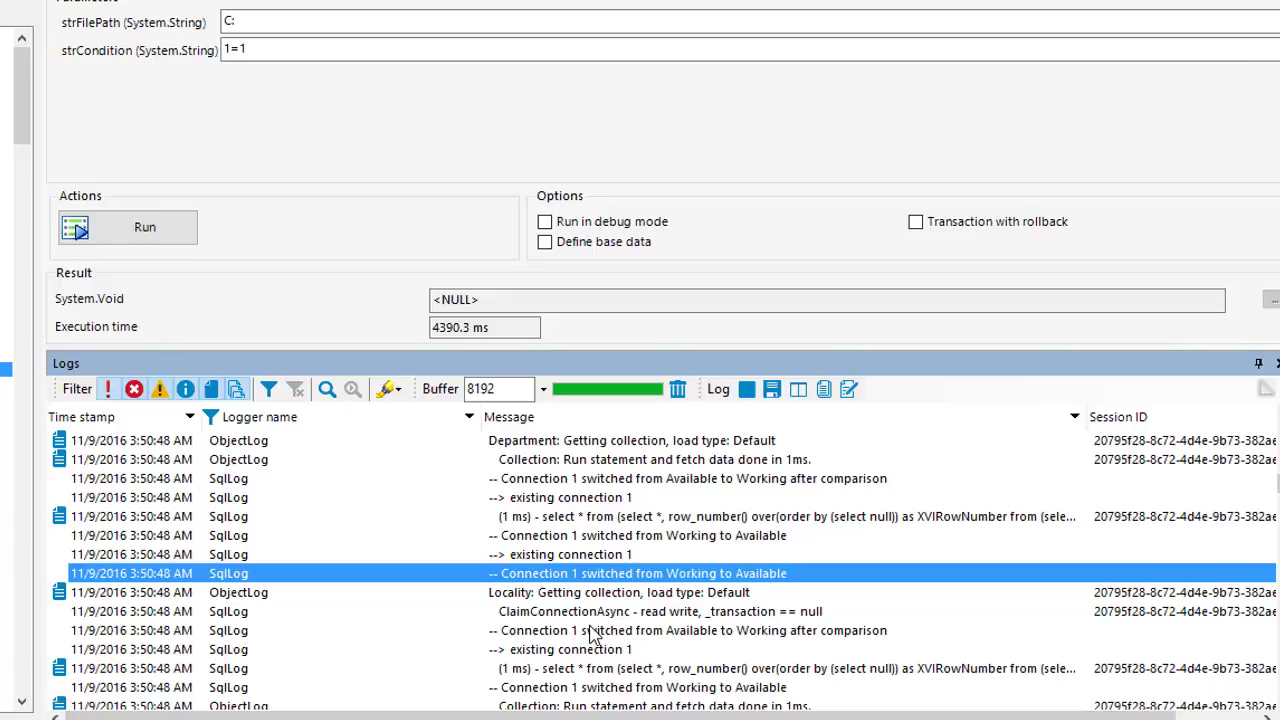 strFilePath (System.String) C:
strCondition (System.String) 1=1
Actions Options
Run Run in debug mode Transaction with rollback
Define base data
Result
System.Void <NULL> ...
Execution time 4390.3 ms
Logs
Filter Buffer 8192 Log
Time stamp Logger name Message Session ID
11/9/2016 3:50:48 AM ObjectLog Department: Getting collection, load type: Default 20795f28-8c72-4d4e-9b73-382ae
11/9/2016 3:50:48 AM ObjectLog Collection: Run statement and fetch data done in 1ms. 20795f28-8c72-4d4e-9b73-382ae
11/9/2016 3:50:48 AM SqlLog -- Connection 1 switched from Available to Working after comparison
11/9/2016 3:50:48 AM SqlLog --> existing connection 1
11/9/2016 3:50:48 AM SqlLog (1 ms) - select * from (select *, row_number() over(order by (select null)) as XVIRowNumber from (sele... 20795f28-8c72-4d4e-9b73-382ae
11/9/2016 3:50:48 AM SqlLog -- Connection 1 switched from Working to Available
11/9/2016 3:50:48 AM SqlLog --> existing connection 1
11/9/2016 3:50:48 AM SqlLog -- Connection 1 switched from Working to Available
11/9/2016 3:50:48 AM ObjectLog Locality: Getting collection, load type: Default 20795f28-8c72-4d4e-9b73-382ae
11/9/2016 3:50:48 AM SqlLog ClaimConnectionAsync - read write, _transaction == null 20795f28-8c72-4d4e-9b73-382ae
11/9/2016 3:50:48 AM SqlLog -- Connection 1 switched from Available to Working after comparison
11/9/2016 3:50:48 AM SqlLog --> existing connection 1
11/9/2016 3:50:48 AM SqlLog (1 ms) - select * from (select *, row_number() over(order by (select null)) as XVIRowNumber from (sele... 20795f28-8c72-4d4e-9b73-382ae
11/9/2016 3:50:48 AM SqlLog -- Connection 1 switched from Working to Available
11/9/2016 3:50:48 AM ObjectLog Collection: Run statement and fetch data done in 1ms. 20795f28-8c72-4d4e-9b73-382ae